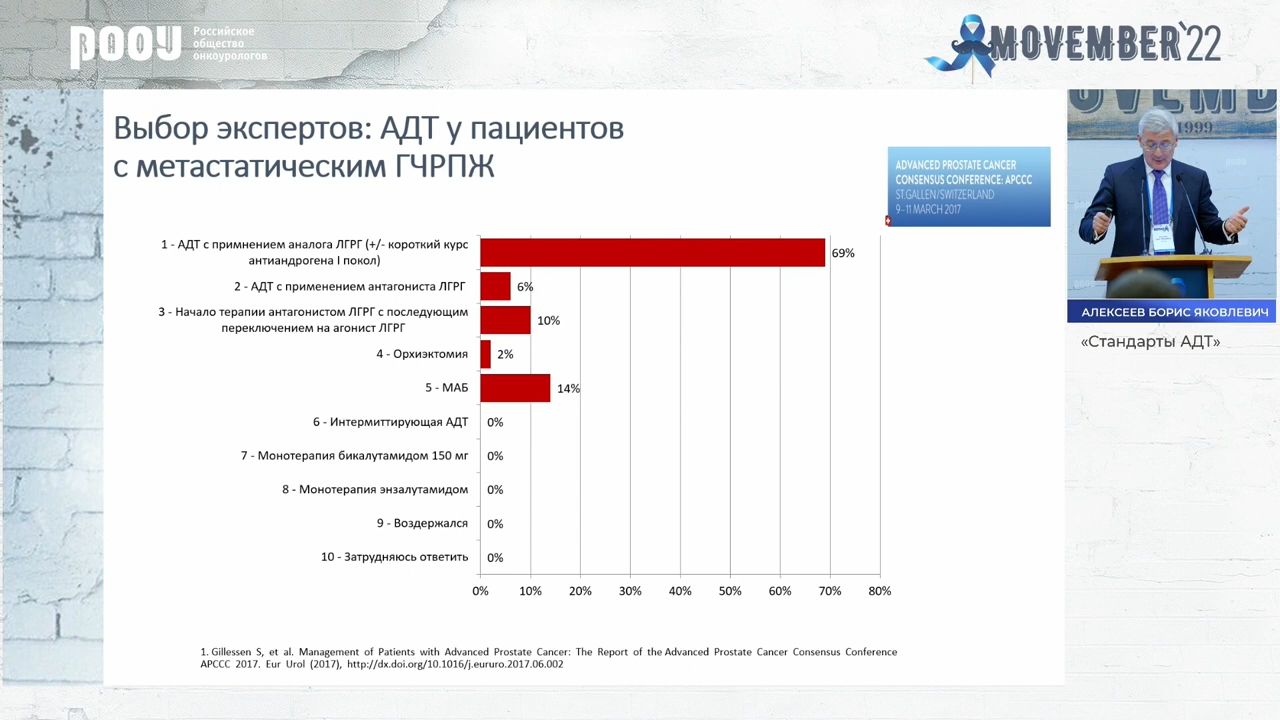 РООУ
Российское
общество
онкоурологов
MOVEMBER'22
Выбор экспертов: АДТ у пациентов
с метастатическим ГЧРПЖ
ADVANCED PROSTATE CANCER
CONSENSUS CONFERENCE: APCCC
ST.GALLEN/SWITZERLAND
9-11 MARCH 2017
1999
АЛЕКСЕЕВ БОРИС ЯКОВЛЕВИЧ
«Стандарты АДТ»
1 - АДТ с примнением аналога ЛГРГ (+/- короткий курс
антиандрогена I покол)
69%
2 - АДТ с применением антагониста ЛГРГ
6%
3 - Начало терапии антагонистом ЛГРГ с последующим
переключением на агонист ЛГРГ
10%
4 - Орхиэктомия
2%
5 - МАБ
14%
6 - Интермиттирующая АДТ
0%
7 - Монотерапия бикалутамидом 150 мг
0%
8 - Монотерапия энзалутамидом
0%
9 - Воздержался
0%
10 - Затрудняюсь ответить
0%
0% 10% 20% 30% 40% 50% 60% 70% 80%
1. Gillessen S, et al. Management of Patients with Advanced Prostate Cancer: The Report of the Advanced Prostate Cancer Consensus Conference
APCCC 2017. Eur Urol (2017), http://dx.doi.org/10.1016/j.eururo.2017.06.002